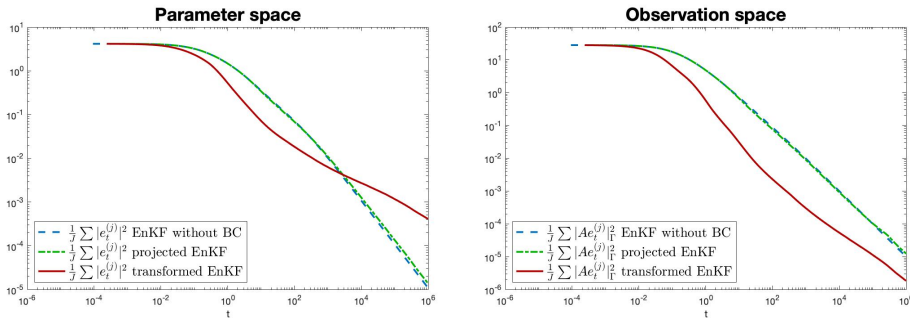 Parameter space
10^1
10^0
10^-1
10^-2
10^-3
10^-4
10^-5
10^-6 10^-4 10^-2 10^0 10^2 10^4 10^6
t
1/J ∑ |e_t^(j)|^2 EnKF without BC
1/J ∑ |e_t^(j)|^2 projected EnKF
1/J ∑ |e_t^(j)|^2 transformed EnKF
Observation space
10^2
10^1
10^0
10^-1
10^-2
10^-3
10^-4
10^-5
10^-6
10^-6 10^-4 10^-2 10^0 10^2 10^4 10^6
t
1/J ∑ |Ae_t^(j)|_Γ^2 EnKF without BC
1/J ∑ |Ae_t^(j)|_Γ^2 projected EnKF
1/J ∑ |Ae_t^(j)|_Γ^2 transformed EnKF